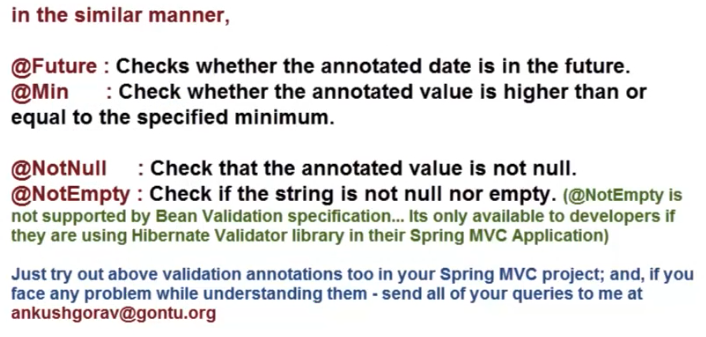 in the similar manner,
@Future : Checks whether the annotated date is in the future.
@Min : Check whether the annotated value is higher than or
equal to the specified minimum.
@NotNull : Check that the annotated value is not null.
@NotEmpty : Check if the string is not null nor empty. (@NotEmpty is
not supported by Bean Validation specification... Its only available to developers if
they are using Hibernate Validator library in their Spring MVC Application)
Just try out above validation annotations too in your Spring MVC project; and, if you
face any problem while understanding them - send all of your queries to me at
ankushgorav@gontu.org